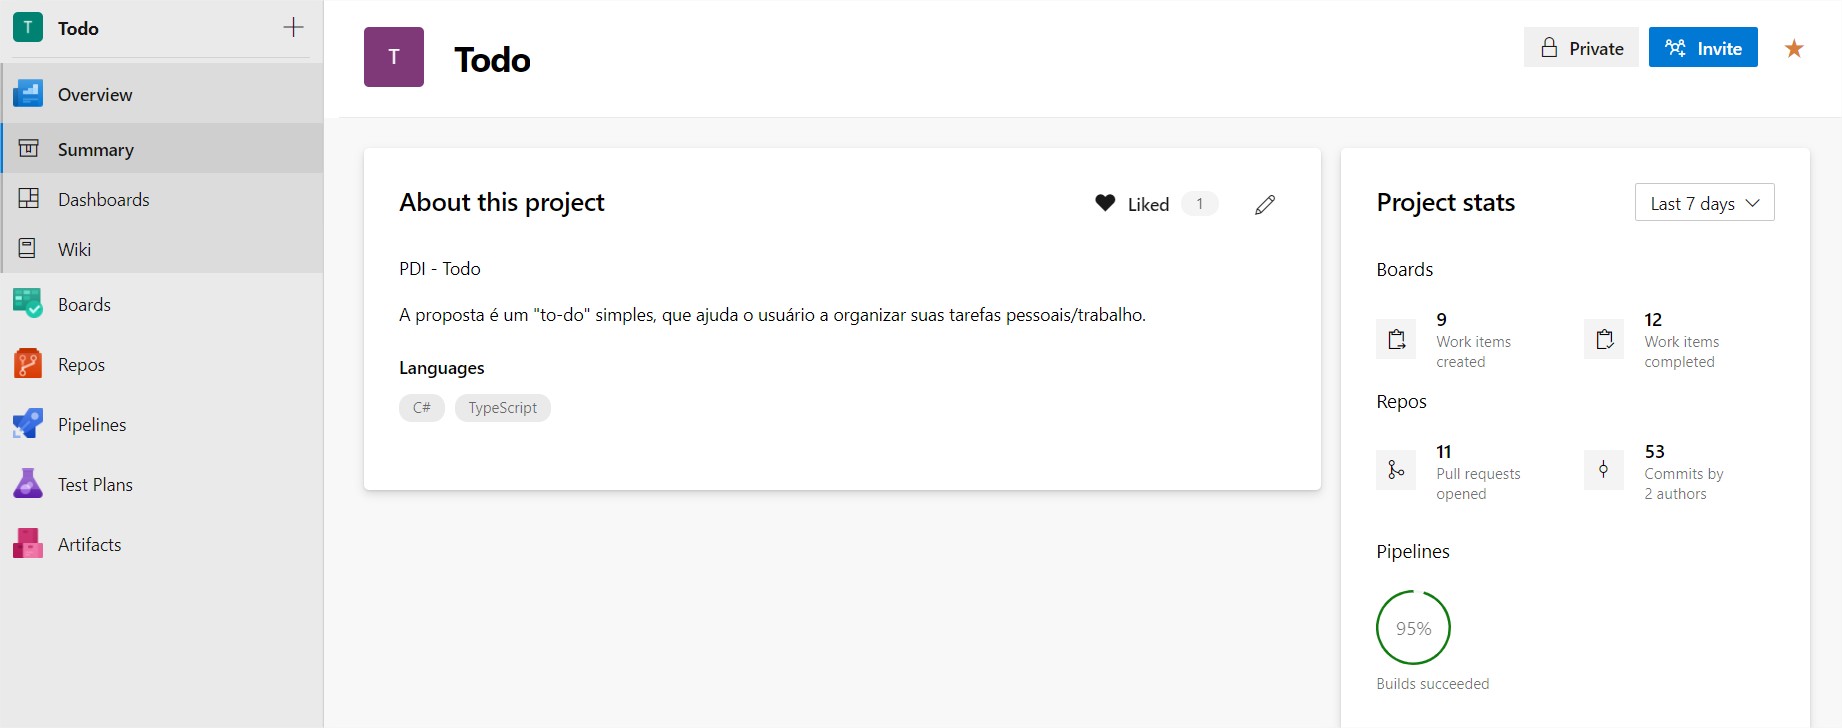 T Todo
Overview
Summary
Dashboards
Wiki
Boards
Repos
Pipelines
Test Plans
Artifacts
T Todo
Private Invite
About this project
Liked 1
PDI - Todo
A proposta é um "to-do" simples, que ajuda o usuário a organizar suas tarefas pessoais/trabalho.
Languages
C# TypeScript
Project stats
Last 7 days
Boards
9
Work items
created
12
Work items
completed
Repos
11
Pull requests
opened
53
Commits by
2 authors
Pipelines
95%
Builds succeeded